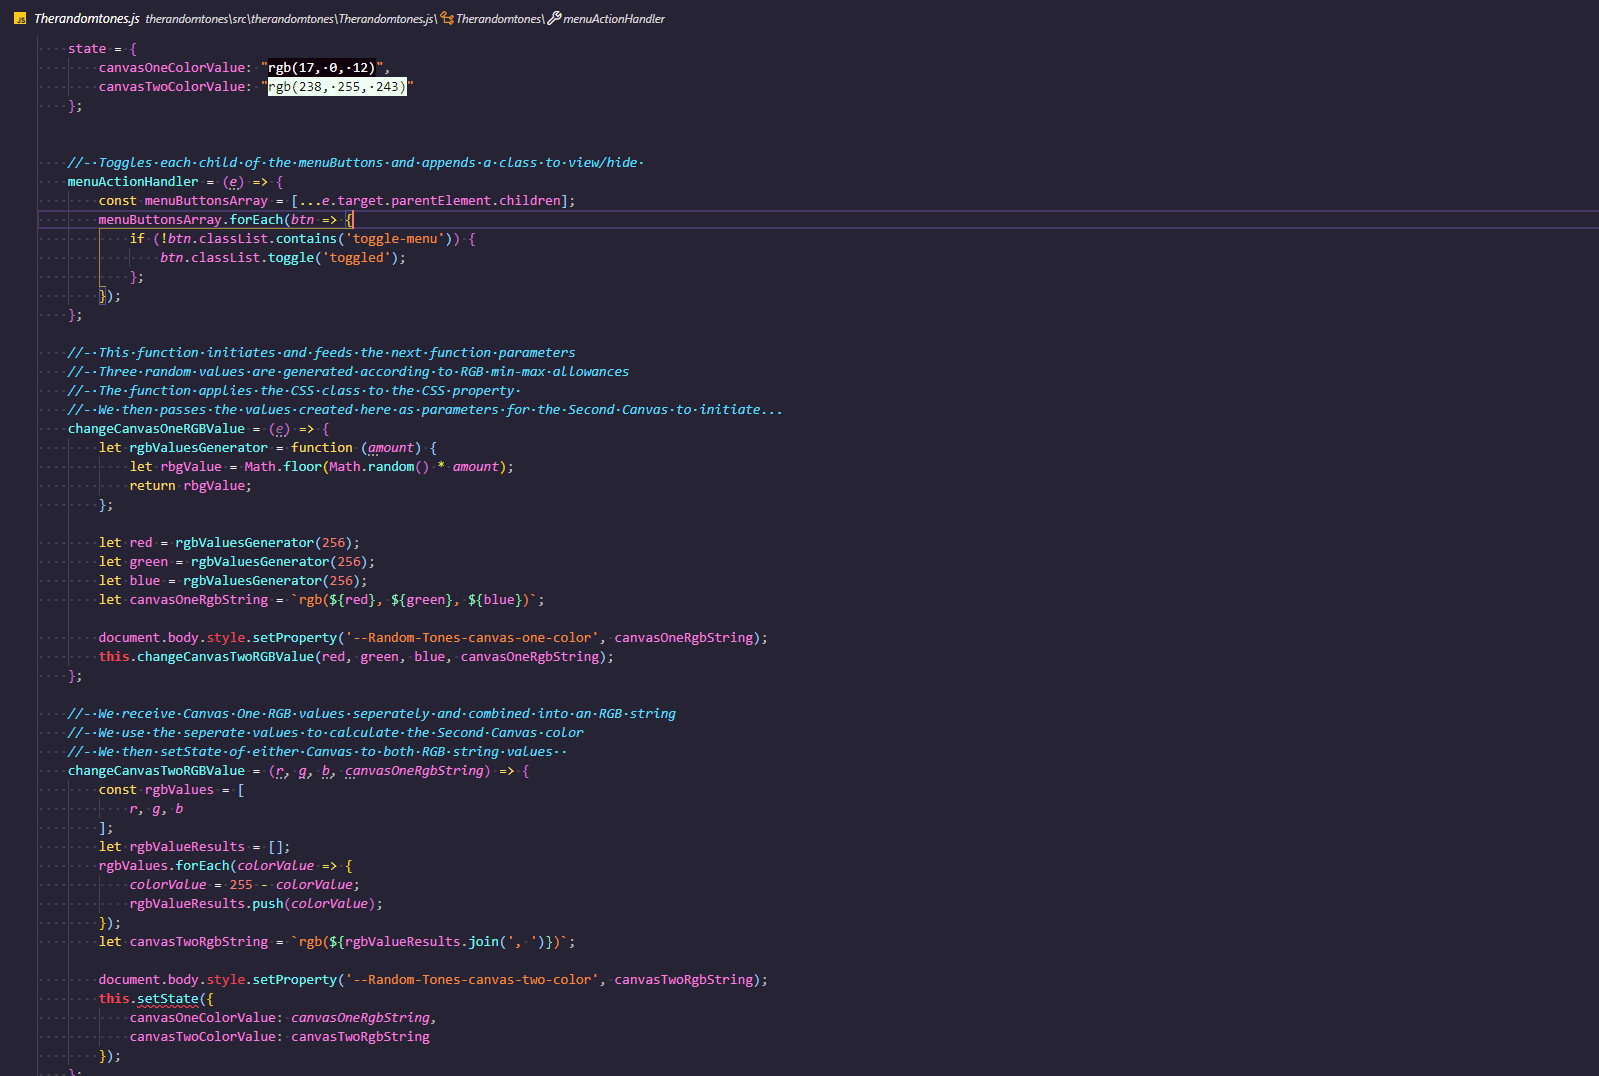 JS Therandomtones.js therandomtones\src\therandomtones\Therandomtones.js\ Therandomtones\ menuActionHandler
state = {
canvasOneColorValue: "rgb(17, 0, 12)",
canvasTwoColorValue: "rgb(238, 255, 243)"
};
//- Toggles each child of the menuButtons and appends a class to view/hide
menuActionHandler = (e) => {
const menuButtonsArray = [...e.target.parentElement.children];
menuButtonsArray.forEach(btn => {
if (!btn.classList.contains('toggle-menu')) {
btn.classList.toggle('toggled');
};
});
};
//- This function initiates and feeds the next function parameters
//- Three random values are generated according to RGB min-max allowances
//- The function applies the CSS class to the CSS property
//- We then passes the values created here as parameters for the Second Canvas to initiate...
changeCanvasOneRGBValue = (e) => {
let rgbValuesGenerator = function (amount) {
let rbgValue = Math.floor(Math.random() * amount);
return rbgValue;
};
let red = rgbValuesGenerator(256);
let green = rgbValuesGenerator(256);
let blue = rgbValuesGenerator(256);
let canvasOneRgbString = `rgb(${red}, ${green}, ${blue})`;
document.body.style.setProperty('--Random-Tones-canvas-one-color', canvasOneRgbString);
this.changeCanvasTwoRGBValue(red, green, blue, canvasOneRgbString);
};
//- We receive Canvas One RGB values seperately and combined into an RGB string
//- We use the seperate values to calculate the Second Canvas color
//- We then setState of either Canvas to both RGB string values
changeCanvasTwoRGBValue = (r, g, b, canvasOneRgbString) => {
const rgbValues = [
r, g, b
];
let rgbValueResults = [];
rgbValues.forEach(colorValue => {
colorValue = 255 - colorValue;
rgbValueResults.push(colorValue);
});
let canvasTwoRgbString = `rgb(${rgbValueResults.join(', ')})`;
document.body.style.setProperty('--Random-Tones-canvas-two-color', canvasTwoRgbString);
this.setState({
canvasOneColorValue: canvasOneRgbString,
canvasTwoColorValue: canvasTwoRgbString
});
};